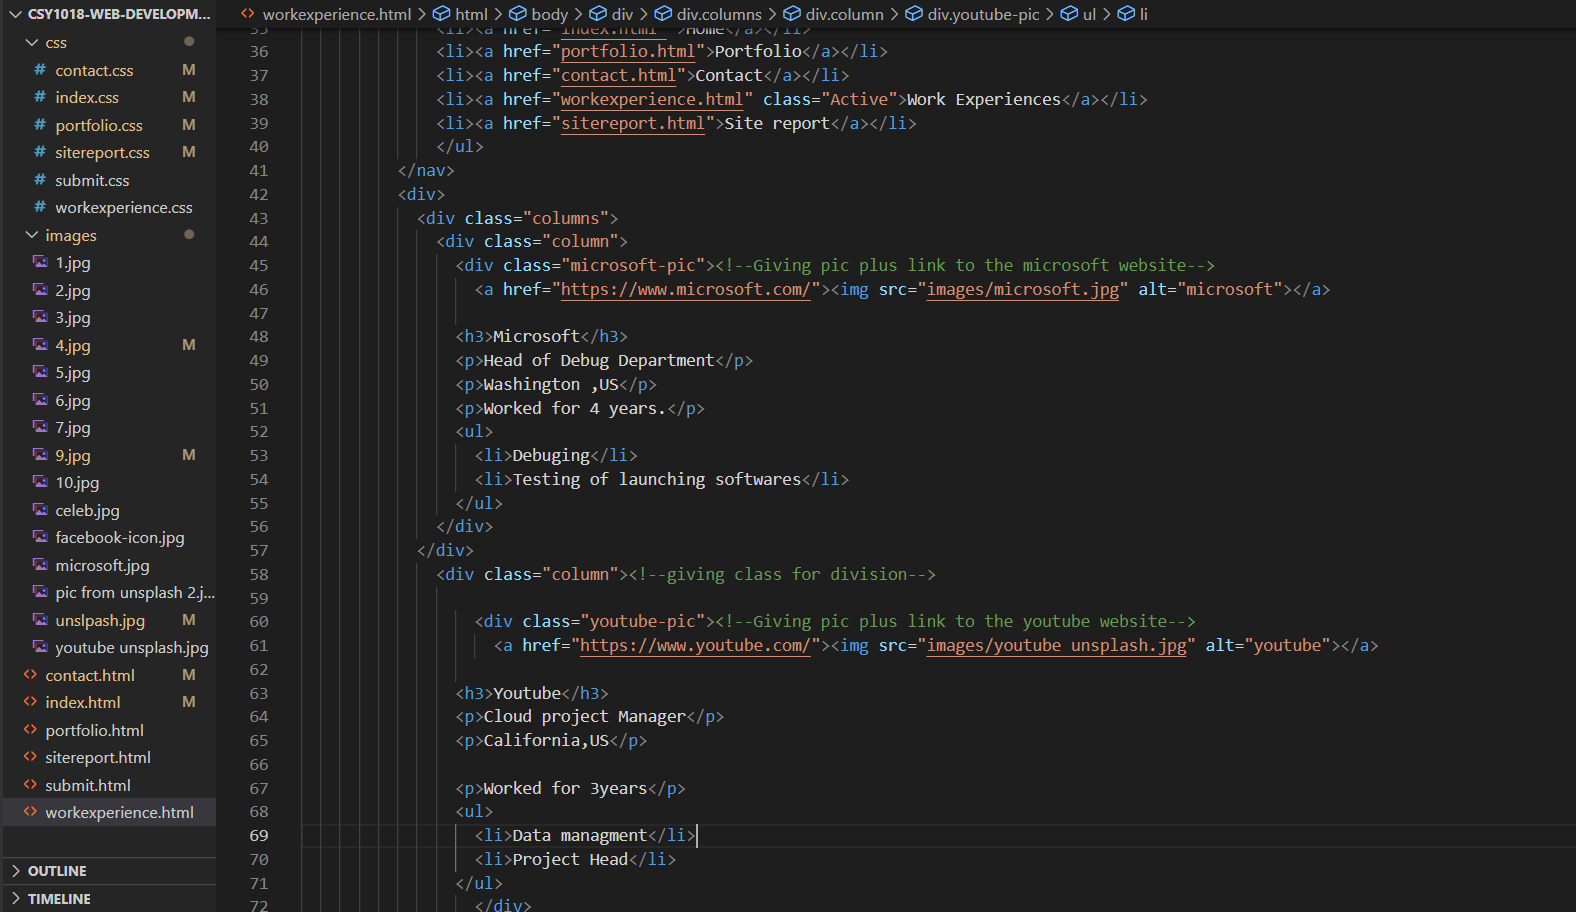 CSY1018-WEB-DEVELOPM...
css
contact.css M
index.css M
portfolio.css M
sitereport.css M
submit.css
workexperience.css
images
1.jpg
2.jpg
3.jpg
4.jpg M
5.jpg
6.jpg
7.jpg
9.jpg M
10.jpg
celeb.jpg
facebook-icon.jpg
microsoft.jpg
pic from unsplash 2.j...
unslpash.jpg M
youtube unsplash.jpg
contact.html M
index.html M
portfolio.html
sitereport.html
submit.html
workexperience.html
OUTLINE
TIMELINE
workexperience.html > html > body > div > div.columns > div.column > div.youtube-pic > ul > li
35 <li><a href="index.html" >Home</a></li>
36 <li><a href="portfolio.html">Portfolio</a></li>
37 <li><a href="contact.html">Contact</a></li>
38 <li><a href="workexperience.html" class="Active">Work Experiences</a></li>
39 <li><a href="sitereport.html">Site report</a></li>
40 </ul>
41 </nav>
42 <div>
43 <div class="columns">
44 <div class="column">
45 <div class="microsoft-pic"><!--Giving pic plus link to the microsoft website-->
46 <a href="https://www.microsoft.com/"><img src="images/microsoft.jpg" alt="microsoft"></a>
47
48 <h3>Microsoft</h3>
49 <p>Head of Debug Department</p>
50 <p>Washington ,US</p>
51 <p>Worked for 4 years.</p>
52 <ul>
53 <li>Debuging</li>
54 <li>Testing of launching softwares</li>
55 </ul>
56 </div>
57 </div>
58 <div class="column"><!--giving class for division-->
59
60 <div class="youtube-pic"><!--Giving pic plus link to the youtube website-->
61 <a href="https://www.youtube.com/"><img src="images/youtube unsplash.jpg" alt="youtube"></a>
62
63 <h3>Youtube</h3>
64 <p>Cloud project Manager</p>
65 <p>California,US</p>
66
67 <p>Worked for 3years</p>
68 <ul>
69 <li>Data managment</li>
70 <li>Project Head</li>
71 </ul>
72 </div>